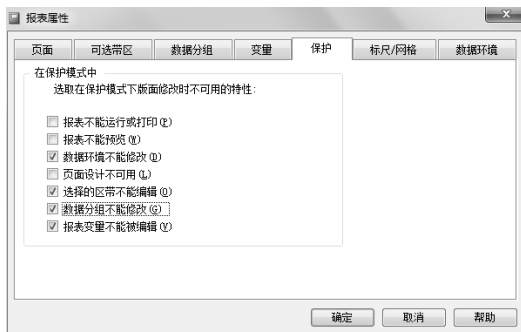 报表属性
页面 可选带区 数据分组 变量 保护 标尺/网格 数据环境
在保护模式中
选取在保护模式下版面修改时不可用的特性:
报表不能运行或打印(P)
报表不能预览(W)
数据环境不能修改(D)
页面设计不可用(L)
选择的区带不能编辑(O)
数据分组不能修改(G)
报表变量不能被编辑(V)
确定 取消 帮助